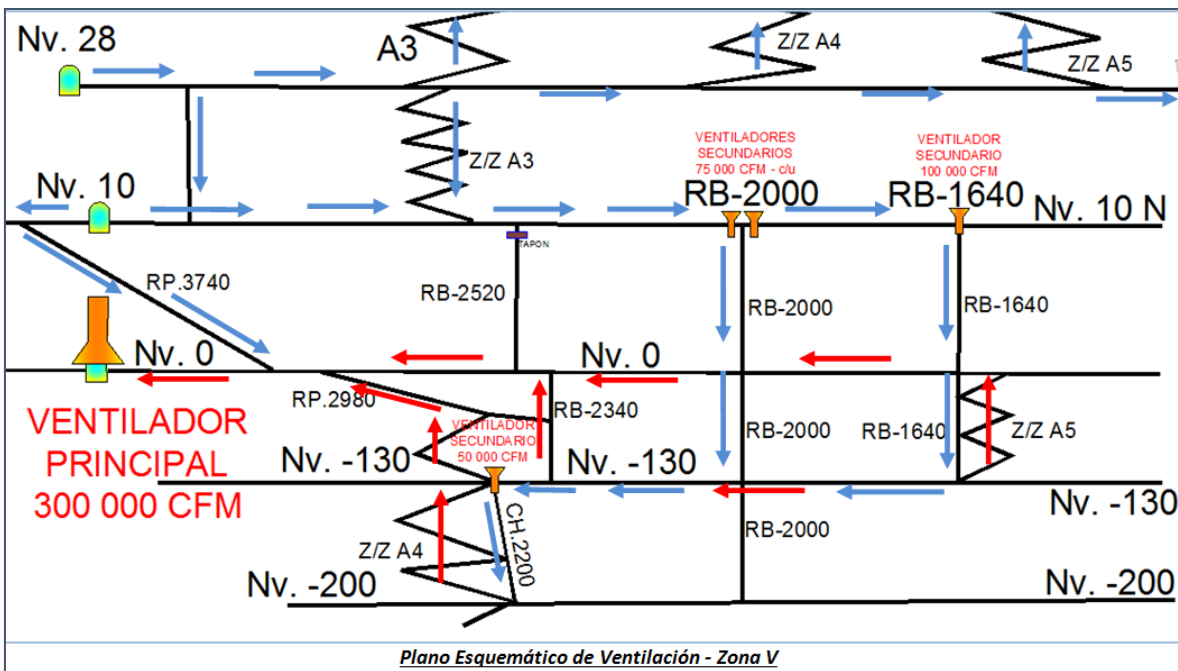 Nv. 28
A3
Z/Z A4
Z/Z A5
Z/Z A3
VENTILADORES
SECUNDARIOS
75 000 CFM - c/u
RB-2000
VENTILADOR
SECUNDARIO
100 000 CFM
RB-1640
Nv. 10
Nv. 10 N
TAPON
RP.3740
RB-2520
RB-2000
RB-1640
Nv. 0
Nv. 0
RP.2980
RB-2340
VENTILADOR
PRINCIPAL
300 000 CFM
VENTILADOR
SECUNDARIO
50 000 CFM
RB-2000
RB-1640
Z/Z A5
Nv. -130
Nv. -130
Nv. -130
CH.2200
RB-2000
Z/Z A4
Nv. -200
Nv. -200
Plano Esquemático de Ventilación - Zona V